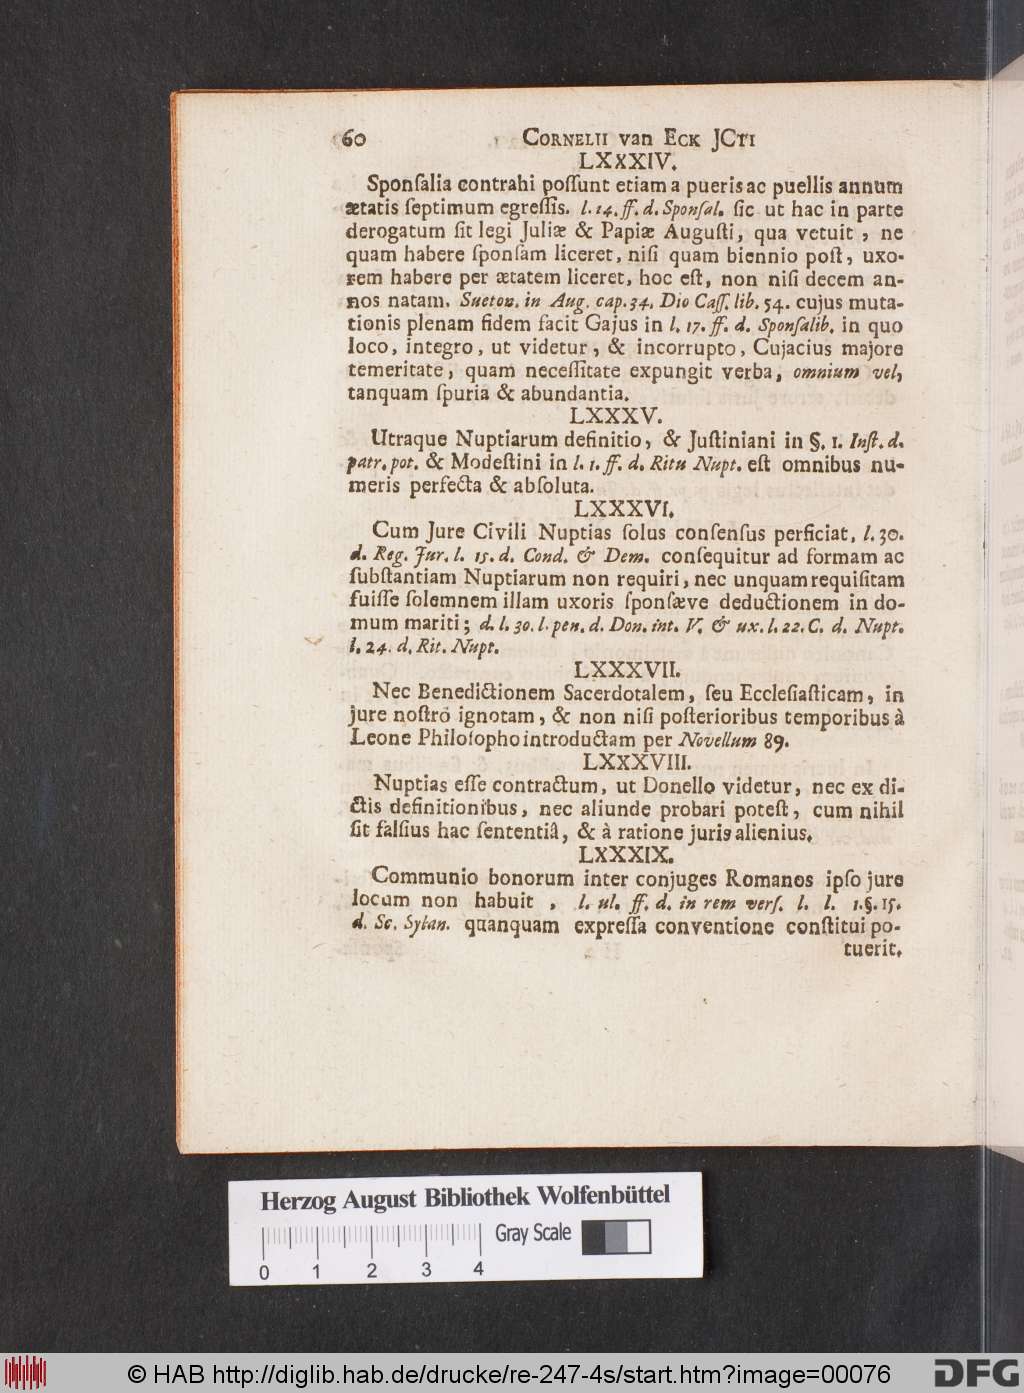 60 CORNELII van ECK JCTI
LXXXIV.
Sponſalia contrahi poſſunt etiam a pueris ac puellis annum
ætatis ſeptimum egreſſis. l. 14. ff. d. Sponſal. ſic ut hac in parte
derogatum ſit legi Juliæ & Papiæ Auguſti, qua vetuit, ne
quam habere ſponſam liceret, niſi quam biennio poſt, uxo-
rem habere per ætatem liceret, hoc eſt, non niſi decem an-
nos natam. Sueton. in Aug. cap. 34. Dio Caſſ. lib. 54. cujus muta-
tionis plenam fidem facit Gajus in l. 17. ff. d. Sponſalib. in quo
loco, integro, ut videtur, & incorrupto, Cujacius majore
temeritate, quam neceſſitate expungit verba, omnium vel,
tanquam ſpuria & abundantia.
LXXXV.
Utraque Nuptiarum definitio, & Juſtiniani in §. 1. Inſt. d.
patr. pot. & Modeſtini in l. 1. ff. d. Ritu Nupt. eſt omnibus nu-
meris perfecta & abſoluta.
LXXXVI.
Cum Jure Civili Nuptias ſolus conſenſus perficiat, l. 30.
d. Reg. Jur. l. 15. d. Cond. & Dem. conſequitur ad formam ac
ſubſtantiam Nuptiarum non requiri, nec unquam requiſitam
fuiſſe ſolemnem illam uxoris ſponſæve deductionem in do-
mum mariti; d. l. 30. l. pen. d. Don. int. V. & ux. l. 22. C. d. Nupt.
l. 24. d. Rit. Nupt.
LXXXVII.
Nec Benedictionem Sacerdotalem, ſeu Eccleſiaſticam, in
jure noſtro ignotam, & non niſi poſterioribus temporibus à
Leone Philoſopho introductam per Novellum 89.
LXXXVIII.
Nuptias eſſe contractum, ut Donello videtur, nec ex di-
ctis definitionibus, nec aliunde probari poteſt, cum nihil
ſit falſius hac ſententiâ, & à ratione juris alienius.
LXXXIX.
Communio bonorum inter conjuges Romanos ipſo jure
locum non habuit, l. ul. ff. d. in rem verſ. l. l. 1. §. 15.
d. Sc. Sylan. quanquam expreſſa conventione conſtitui po-
tuerit.
Herzog August Bibliothek Wolfenbüttel
Gray Scale
0 1 2 3 4
© HAB http://diglib.hab.de/drucke/re-247-4s/start.htm?image=00076
DFG